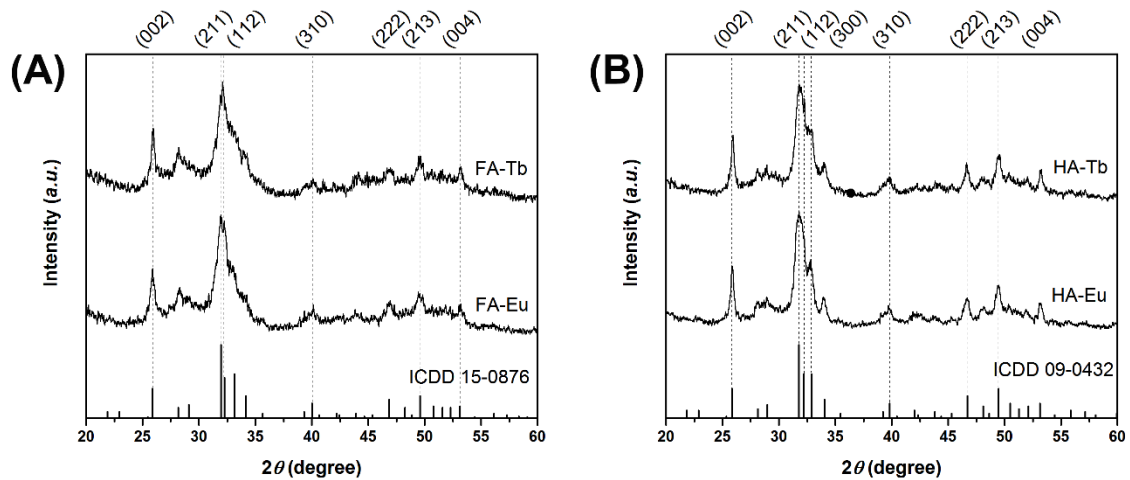 (A)
(002) (211) (112) (310) (222) (213) (004)
Intensity (a.u.)
FA-Tb
FA-Eu
ICDD 15-0876
20 25 30 35 40 45 50 55 60
2θ (degree)
(B)
(002) (211) (112) (300) (310) (222) (213) (004)
Intensity (a.u.)
HA-Tb
HA-Eu
ICDD 09-0432
20 25 30 35 40 45 50 55 60
2θ (degree)